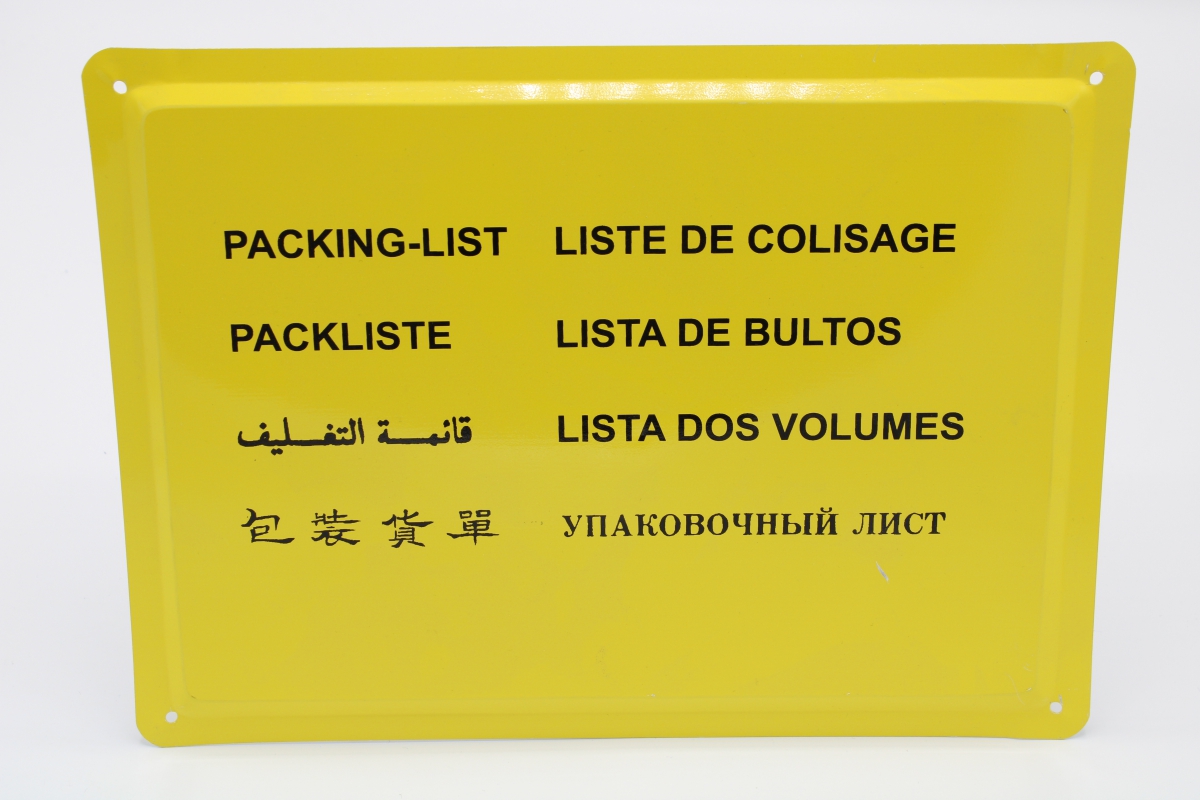 PACKING-LIST LISTE DE COLISAGE
PACKLISTE LISTA DE BULTOS
قائمة التغليف LISTA DOS VOLUMES
包裝貨單 УПАКОВОЧНЫЙ ЛИСТ